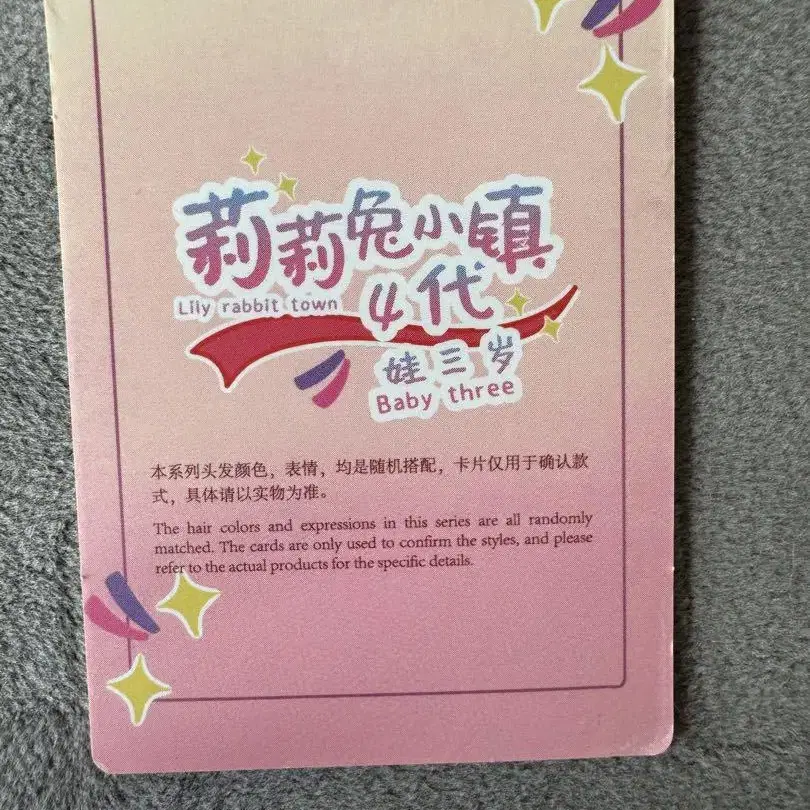 莉莉兔小镇
Lily rabbit town
4代
娃三岁
Baby three
本系列头发颜色，表情，均是随机搭配，卡片仅用于确认款
式，具体请以实物为准。
The hair colors and expressions in this series are all randomly
matched. The cards are only used to confirm the styles, and please
refer to the actual products for the specific details.